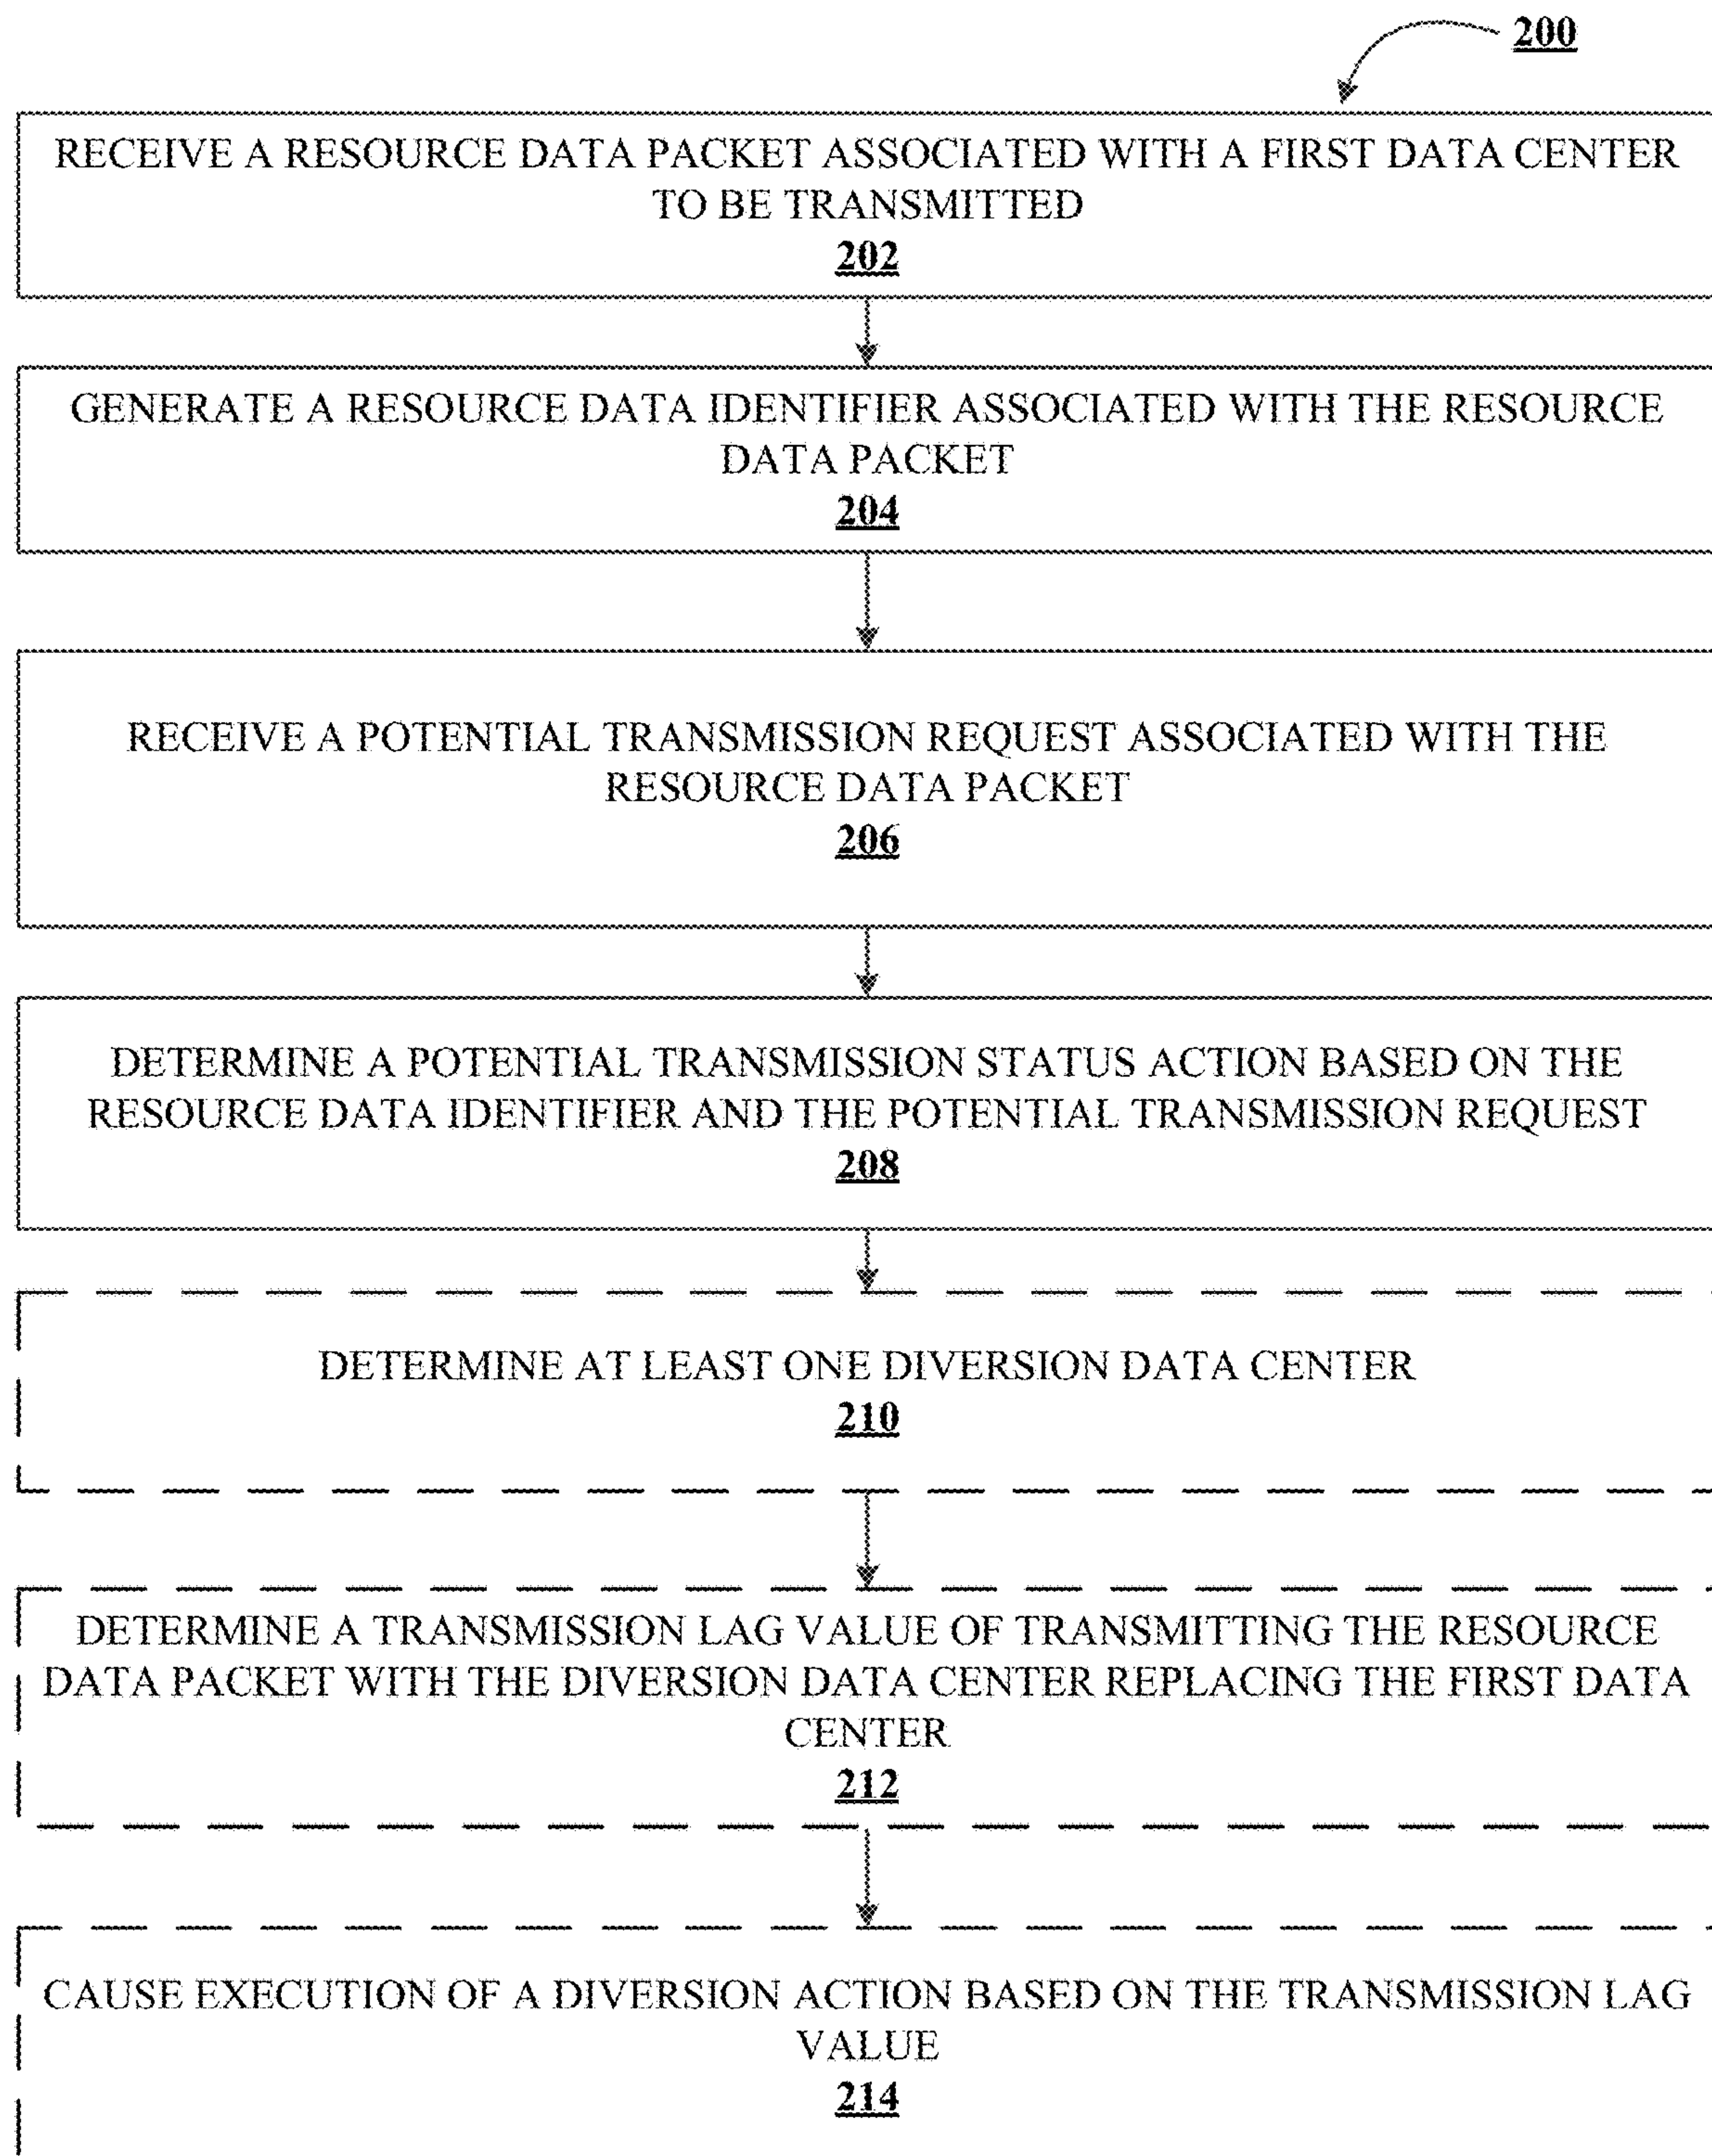 200
RECEIVE A RESOURCE DATA PACKET ASSOCIATED WITH A FIRST DATA CENTER
TO BE TRANSMITTED
202
GENERATE A RESOURCE DATA IDENTIFIER ASSOCIATED WITH THE RESOURCE
DATA PACKET
204
RECEIVE A POTENTIAL TRANSMISSION REQUEST ASSOCIATED WITH THE
RESOURCE DATA PACKET
206
DETERMINE A POTENTIAL TRANSMISSION STATUS ACTION BASED ON THE
RESOURCE DATA IDENTIFIER AND THE POTENTIAL TRANSMISSION REQUEST
208
DETERMINE AT LEAST ONE DIVERSION DATA CENTER
210
DETERMINE A TRANSMISSION LAG VALUE OF TRANSMITTING THE RESOURCE
DATA PACKET WITH THE DIVERSION DATA CENTER REPLACING THE FIRST DATA
CENTER
212
CAUSE EXECUTION OF A DIVERSION ACTION BASED ON THE TRANSMISSION LAG
VALUE
214